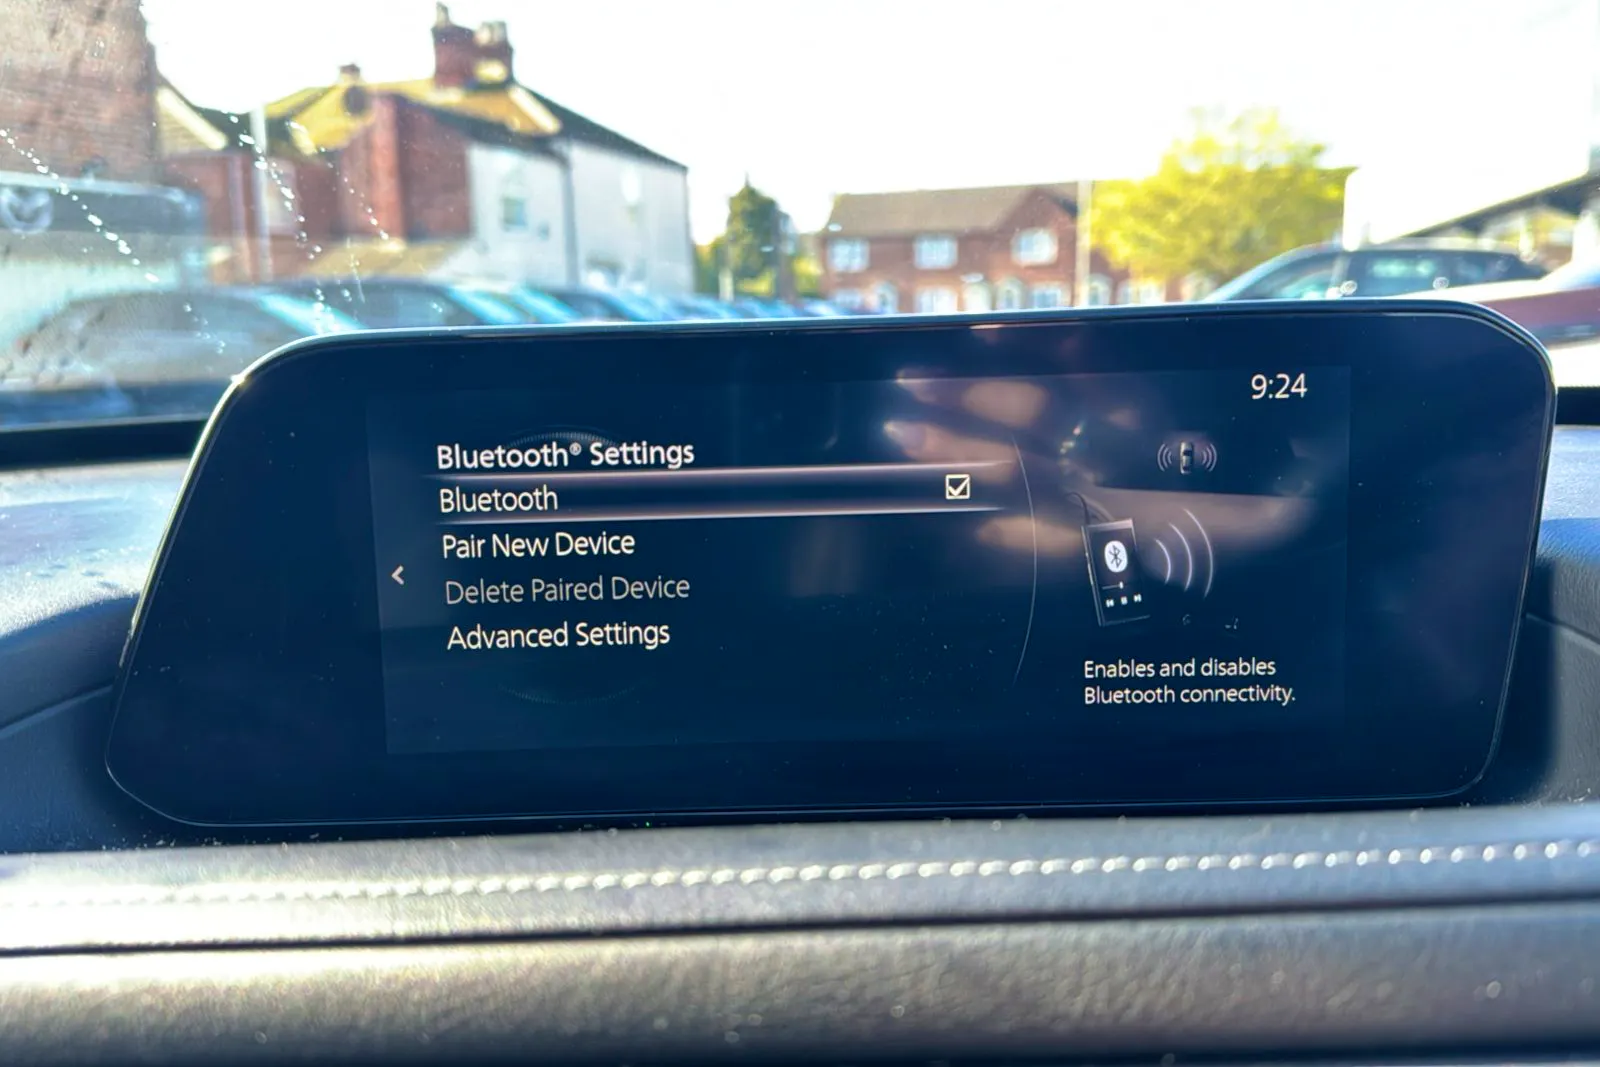 9:24
Bluetooth® Settings
Bluetooth
Pair New Device
Delete Paired Device
Advanced Settings
Enables and disables
Bluetooth connectivity.